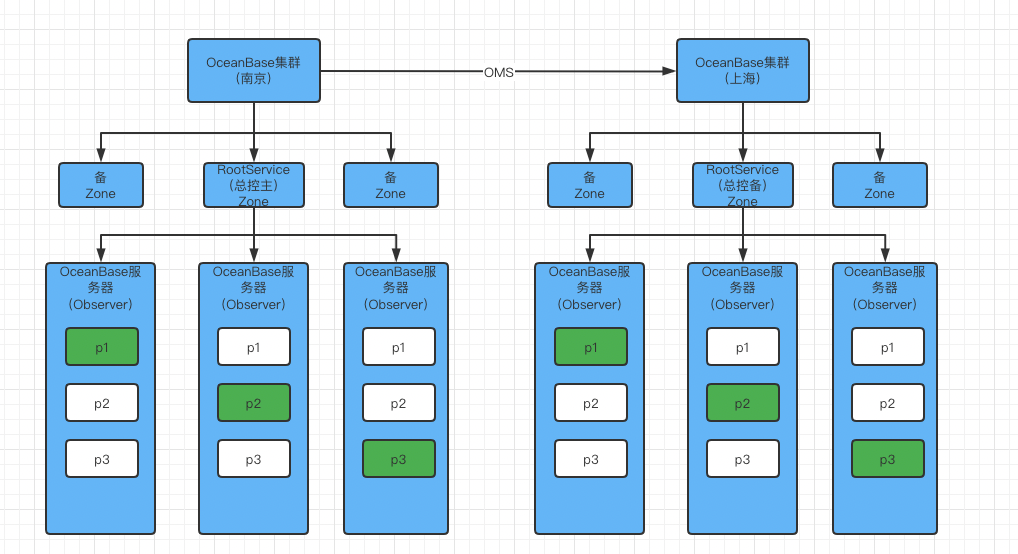 OceanBase集群
（南京）
OMS
OceanBase集群
（上海）
备
Zone
RootService
（总控主）
Zone
备
Zone
备
Zone
RootService
（总控备）
Zone
备
Zone
OceanBase服
务器
（Observer）
p1
p2
p3
OceanBase服
务器
（Observer）
p1
p2
p3
OceanBase服
务器
（Observer）
p1
p2
p3
OceanBase服
务器
（Observer）
p1
p2
p3
OceanBase服
务器
（Observer）
p1
p2
p3
OceanBase服
务器
（Observer）
p1
p2
p3